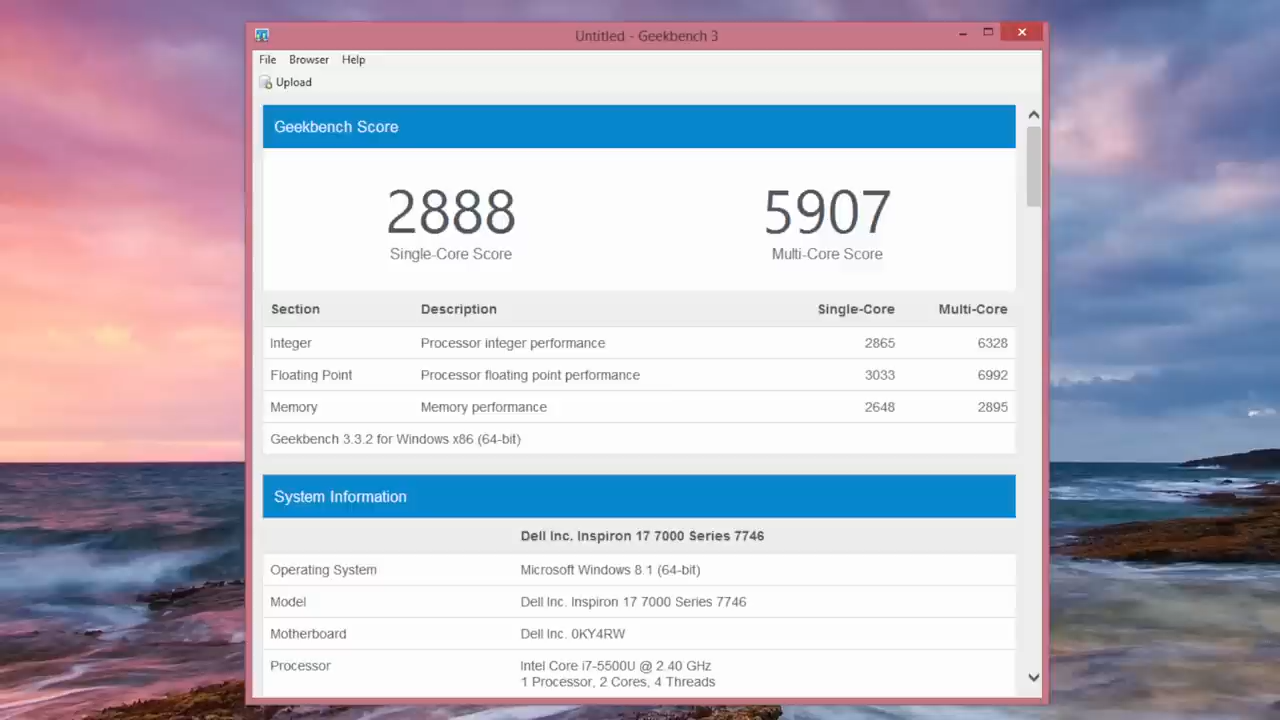 Untitled - Geekbench 3
File Browser Help
Upload
Geekbench Score
2888 5907
Single-Core Score Multi-Core Score
Section Description Single-Core Multi-Core
Integer Processor integer performance 2865 6328
Floating Point Processor floating point performance 3033 6992
Memory Memory performance 2648 2895
Geekbench 3.3.2 for Windows x86 (64-bit)
System Information
Dell Inc. Inspiron 17 7000 Series 7746
Operating System Microsoft Windows 8.1 (64-bit)
Model Dell Inc. Inspiron 17 7000 Series 7746
Motherboard Dell Inc. 0KY4RW
Processor Intel Core i7-5500U @ 2.40 GHz
1 Processor, 2 Cores, 4 Threads